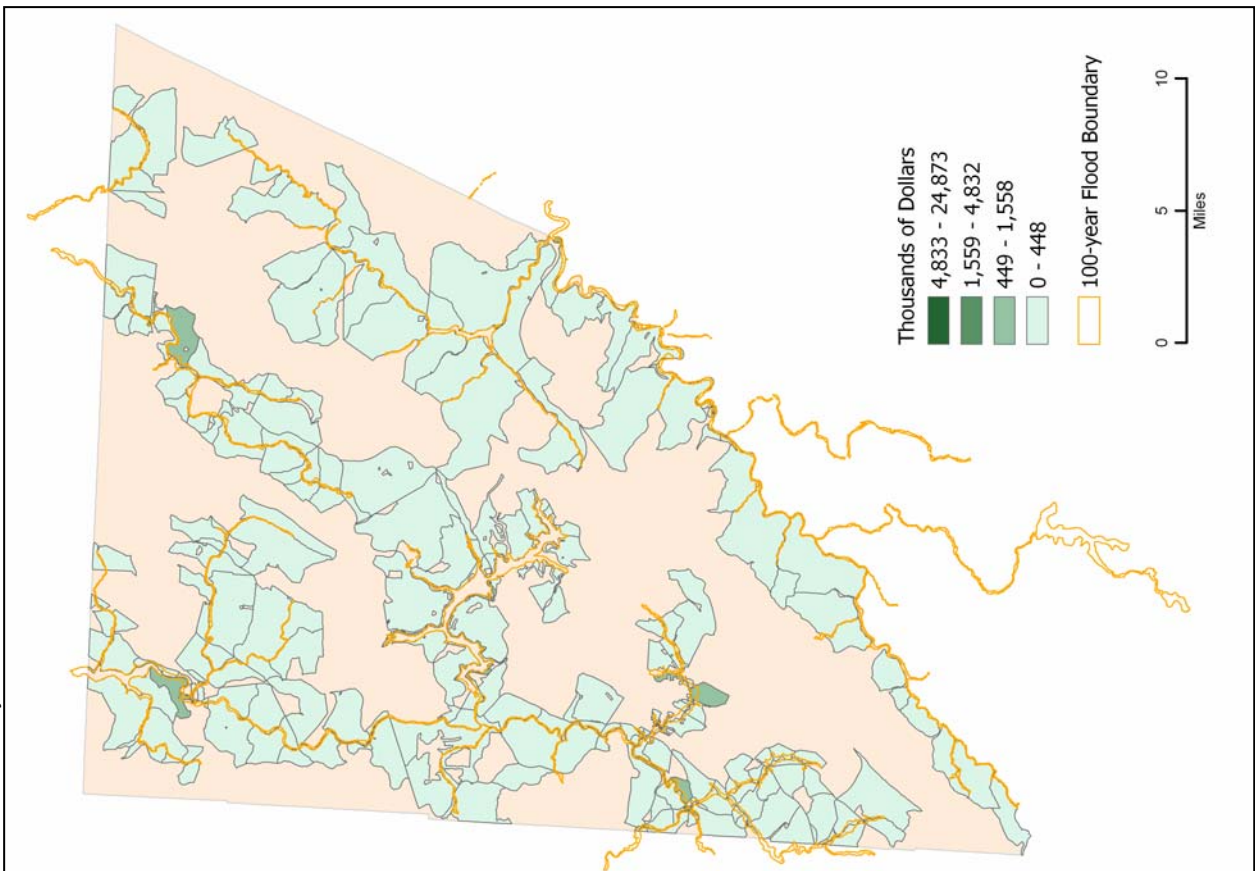 Thousands of Dollars
4,833 - 24,873
1,559 - 4,832
449 - 1,558
0 - 448
100-year Flood Boundary
0 5 10
Miles